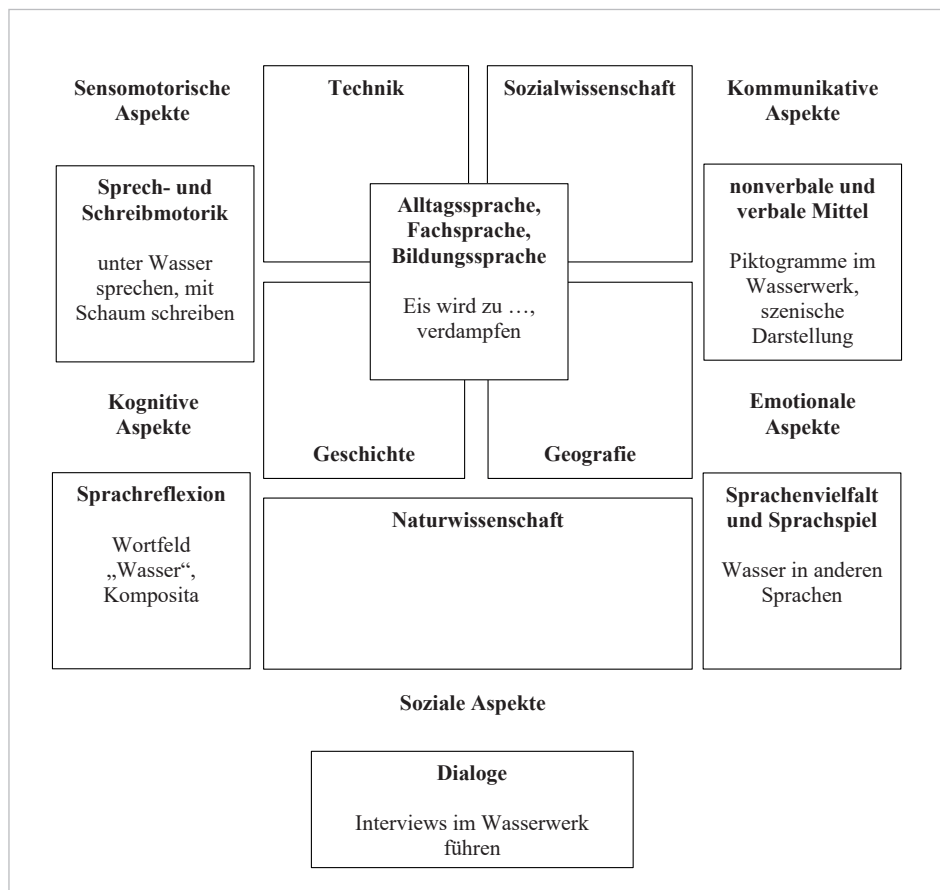 Sensomotorische
Aspekte
Technik
Sozialwissenschaft
Kommunikative
Aspekte
Sprech- und
Schreibmotorik
unter Wasser
sprechen, mit
Schaum schreiben
Alltagssprache,
Fachsprache,
Bildungssprache
Eis wird zu …,
verdampfen
nonverbale und
verbale Mittel
Piktogramme im
Wasserwerk,
szenische
Darstellung
Kognitive
Aspekte
Geschichte
Geografie
Emotionale
Aspekte
Sprachreflexion
Wortfeld
„Wasser“,
Komposita
Naturwissenschaft
Sprachenvielfalt
und Sprachspiel
Wasser in anderen
Sprachen
Soziale Aspekte
Dialoge
Interviews im Wasserwerk
führen